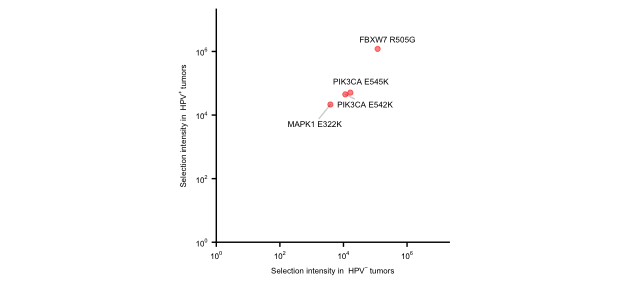 FBXW7 R505G
10⁶
PIK3CA E545K
PIK3CA E542K
10⁴
MAPK1 E322K
Selection intensity in HPV⁺ tumors
10²
10⁰
10⁰ 10² 10⁴ 10⁶
Selection intensity in HPV⁻ tumors